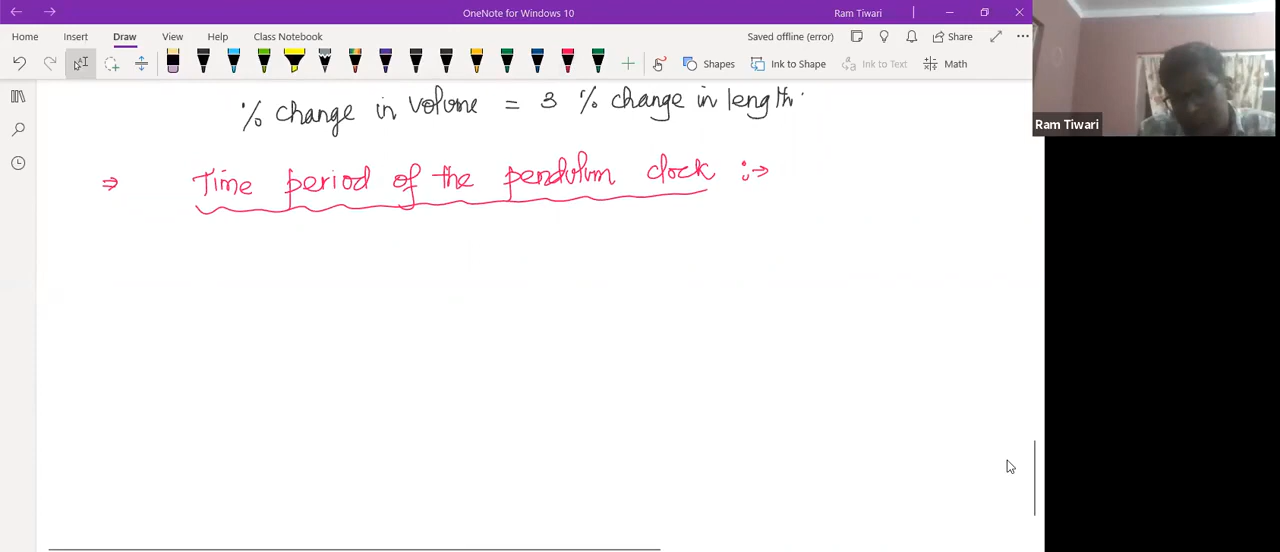 OneNote for Windows 10
Ram Tiwari
Home Insert Draw View Help Class Notebook
Saved offline (error) Share
Shapes Ink to Shape Ink to Text Math
% change in volume = 3 % change in length.
⇒ Time period of the pendulum clock :→
Ram Tiwari